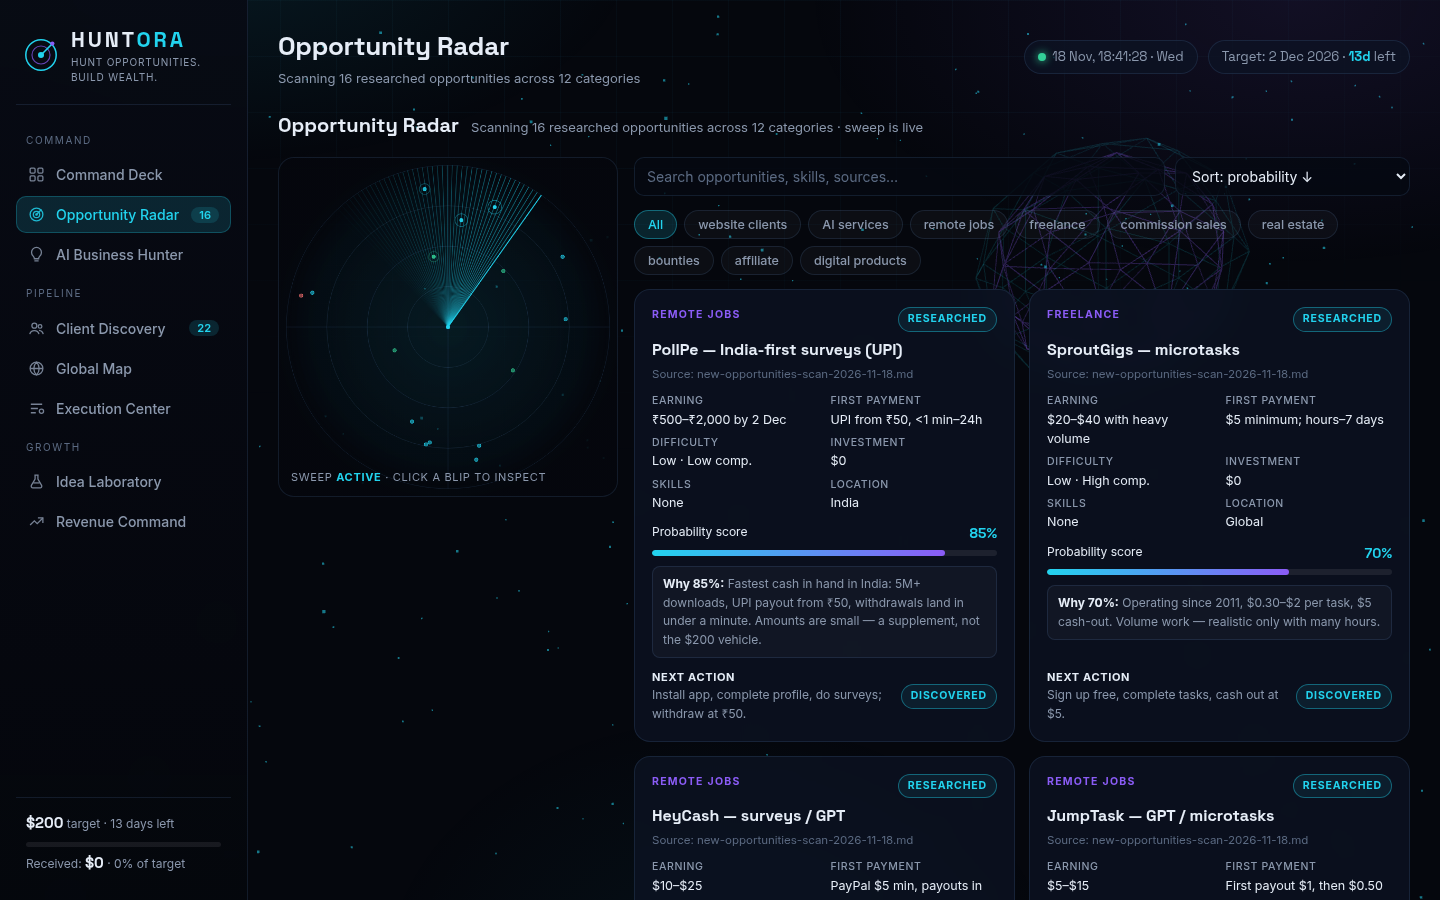 HUNTORA
HUNT OPPORTUNITIES.
BUILD WEALTH.
COMMAND
Command Deck
Opportunity Radar 16
AI Business Hunter
PIPELINE
Client Discovery 22
Global Map
Execution Center
GROWTH
Idea Laboratory
Revenue Command
$200 target · 13 days left
Received: $0 · 0% of target
Opportunity Radar
Scanning 16 researched opportunities across 12 categories
18 Nov, 18:41:28 · Wed
Target: 2 Dec 2026 · 13d left
Opportunity Radar Scanning 16 researched opportunities across 12 categories · sweep is live
SWEEP ACTIVE · CLICK A BLIP TO INSPECT
Search opportunities, skills, sources...
Sort: probability ↓
All website clients AI services remote jobs freelance commission sales real estate
bounties affiliate digital products
REMOTE JOBS RESEARCHED
PollPe — India-first surveys (UPI)
Source: new-opportunities-scan-2026-11-18.md
EARNING FIRST PAYMENT
₹500–₹2,000 by 2 Dec UPI from ₹50, <1 min–24h
DIFFICULTY INVESTMENT
Low · Low comp. $0
SKILLS LOCATION
None India
Probability score 85%
Why 85%: Fastest cash in hand in India: 5M+
downloads, UPI payout from ₹50, withdrawals land in
under a minute. Amounts are small — a supplement, not
the $200 vehicle.
NEXT ACTION
Install app, complete profile, do surveys;
withdraw at ₹50.
DISCOVERED
FREELANCE RESEARCHED
SproutGigs — microtasks
Source: new-opportunities-scan-2026-11-18.md
EARNING FIRST PAYMENT
$20–$40 with heavy $5 minimum; hours–7 days
volume
DIFFICULTY INVESTMENT
Low · High comp. $0
SKILLS LOCATION
None Global
Probability score 70%
Why 70%: Operating since 2011, $0.30–$2 per task, $5
cash-out. Volume work — realistic only with many hours.
NEXT ACTION
Sign up free, complete tasks, cash out at
$5.
DISCOVERED
REMOTE JOBS RESEARCHED
HeyCash — surveys / GPT
Source: new-opportunities-scan-2026-11-18.md
EARNING FIRST PAYMENT
$10–$25 PayPal $5 min, payouts in
REMOTE JOBS RESEARCHED
JumpTask — GPT / microtasks
Source: new-opportunities-scan-2026-11-18.md
EARNING FIRST PAYMENT
$5–$15 First payout $1, then $0.50